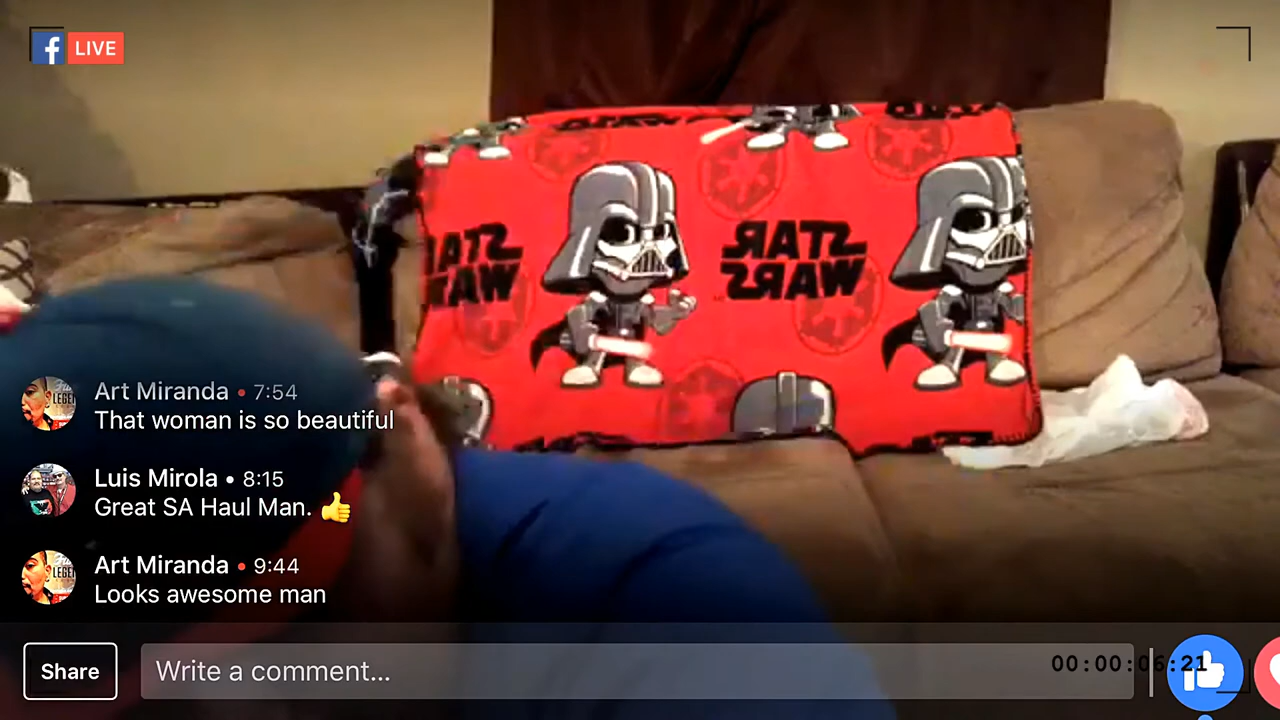 f LIVE
STAR
WARS
STAR
WARS
Art Miranda • 7:54
That woman is so beautiful
Luis Mirola • 8:15
Great SA Haul Man. 👍
Art Miranda • 9:44
Looks awesome man
Share
Write a comment...
00:00:06:21